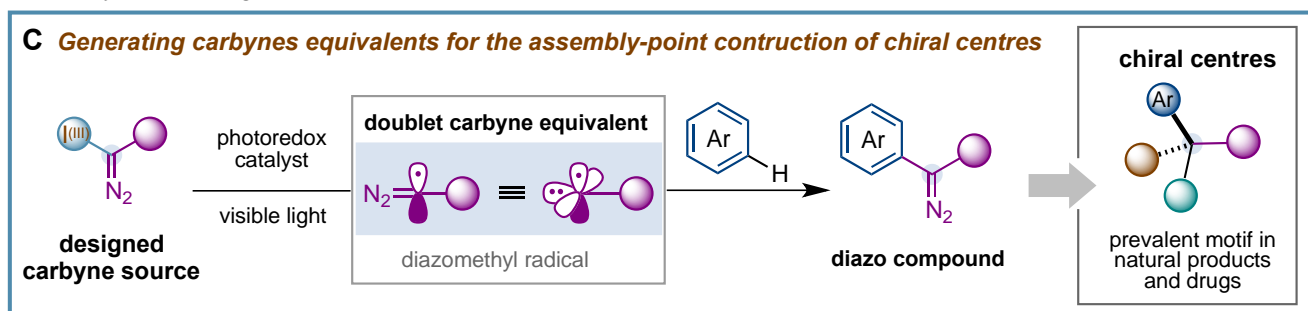 C Generating carbynes equivalents for the assembly-point contruction of chiral centres
I(III)
N2
designed
carbyne source
photoredox
catalyst
visible light
doublet carbyne equivalent
N2
diazomethyl radical
Ar
H
Ar
N2
diazo compound
chiral centres
Ar
prevalent motif in
natural products
and drugs